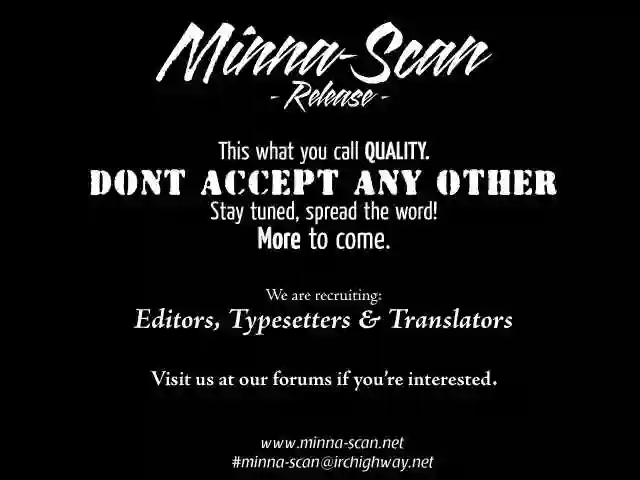 Minna-Scan
- Release -
This what you call QUALITY.
DONT ACCEPT ANY OTHER
Stay tuned, spread the word!
More to come.
We are recruiting:
Editors, Typesetters & Translators
Visit us at our forums if you're interested.
www.minna-scan.net
#minna-scan@irchighway.net